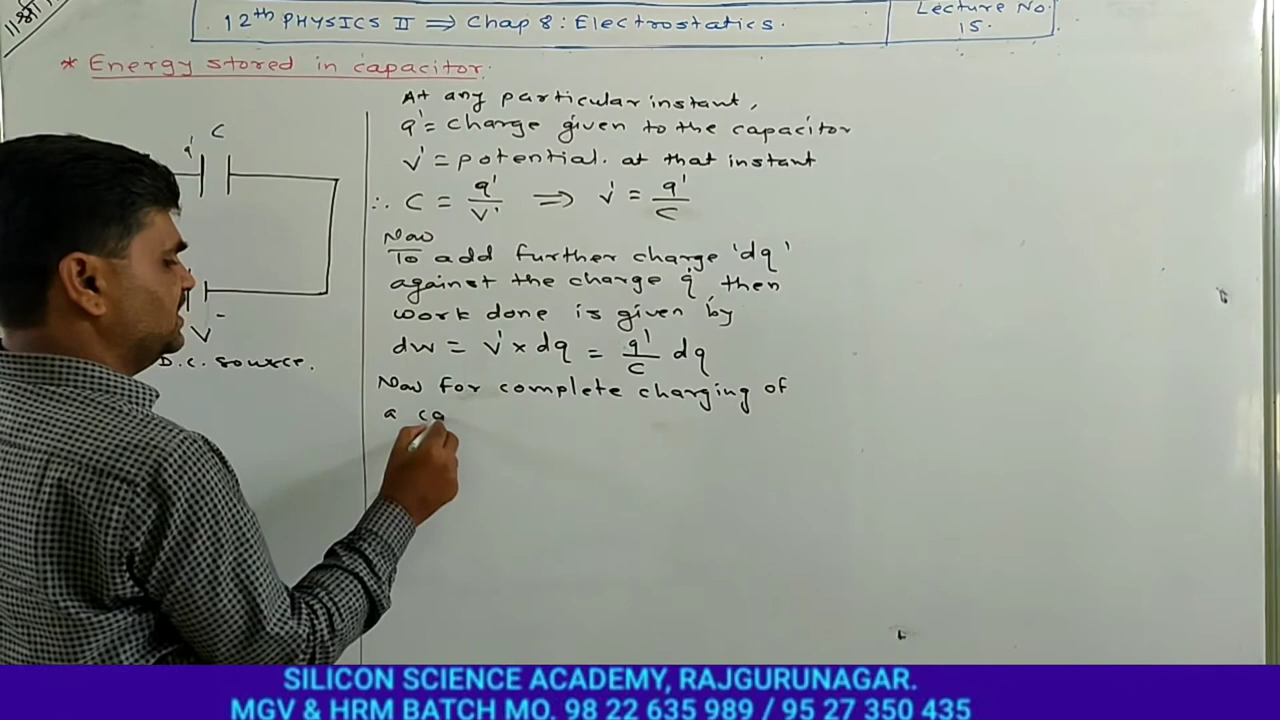 ॥श्री॥
12th PHYSICS II ⇒ Chap 8: Electrostatics.
Lecture No.
15.
* Energy stored in capacitor.
C
q'
V
-
D.C. source.
At any particular instant,
q' = charge given to the capacitor
V' = potential. at that instant
∴ C = q'/V' ⇒ V' = q'/C
Now
To add further charge 'dq'
against the charge q', then
work done is given by
dw = V' x dq = q'/C dq
Now for complete charging of
a ca
SILICON SCIENCE ACADEMY, RAJGURUNAGAR.
MGV & HRM BATCH MO. 98 22 635 989 / 95 27 350 435